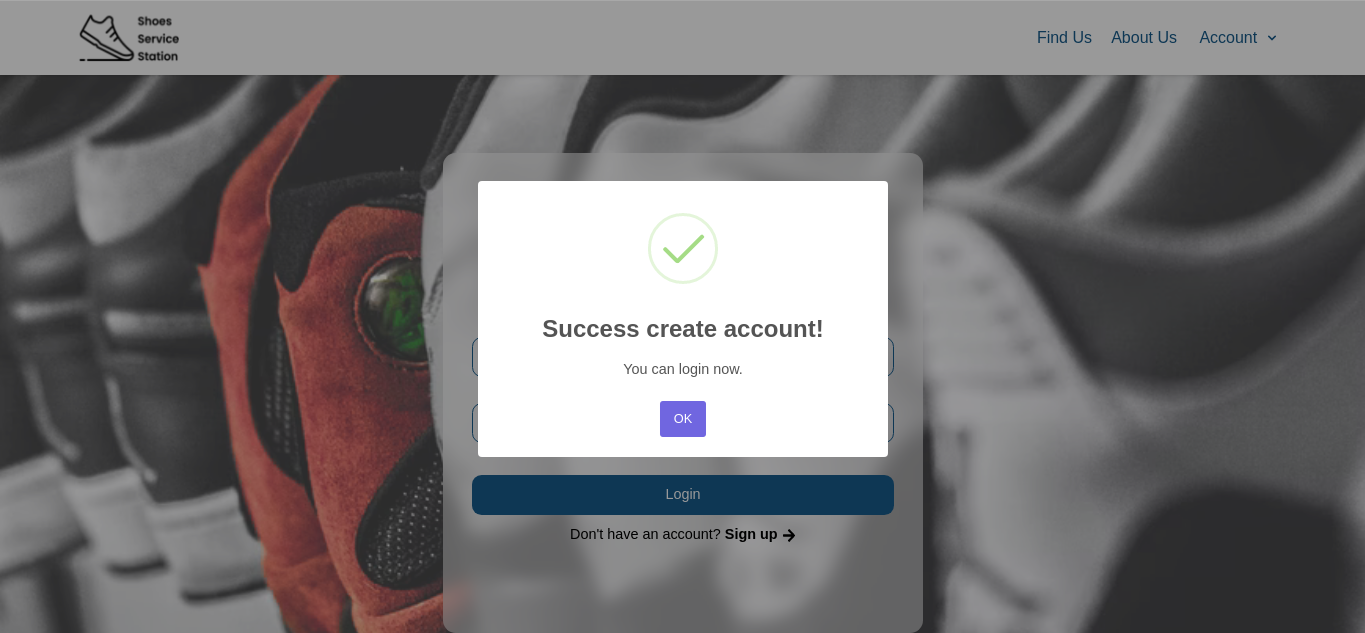 Shoes
Service
Station
Find Us
About Us
Account
Success create account!
You can login now.
OK
Login
Don't have an account? Sign up